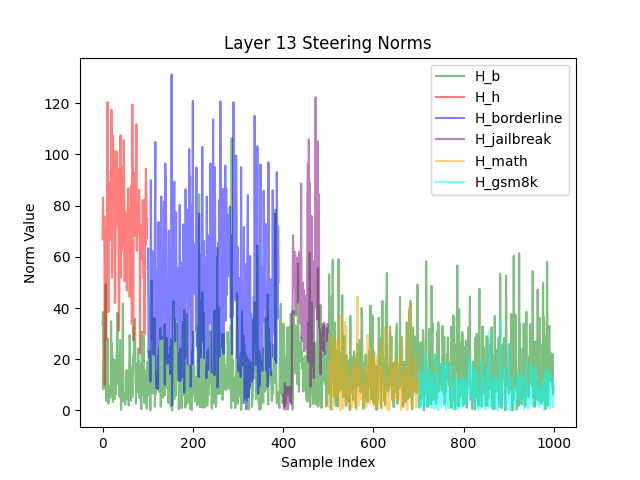 Layer 13 Steering Norms
H_b
H_h
H_borderline
H_jailbreak
H_math
H_gsm8k
Norm Value
120
100
80
60
40
20
0
0 200 400 600 800 1000
Sample Index